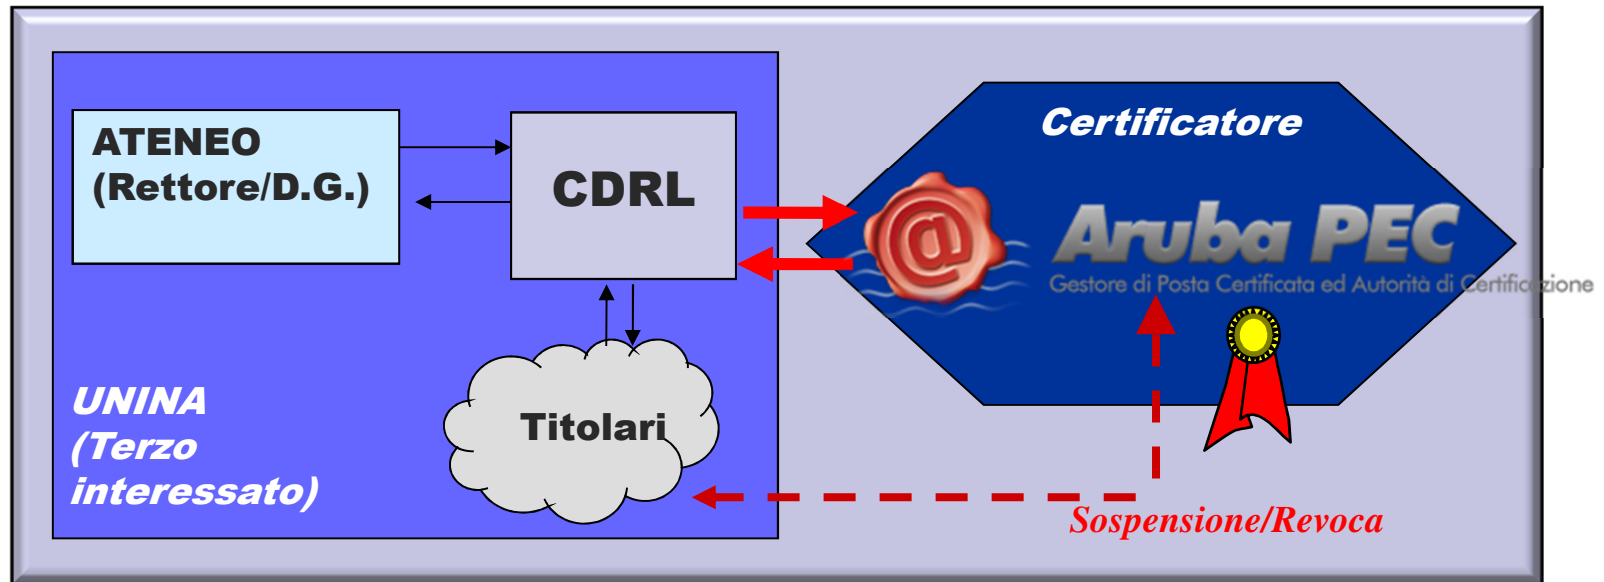 ATENEO
(Rettore/D.G.)
CDRL
UNINA
(Terzo
interessato)
Titolari
Certificatore
@
Aruba PEC
Gestore di Posta Certificata ed Autorità di Certificazione
Sospensione/Revoca